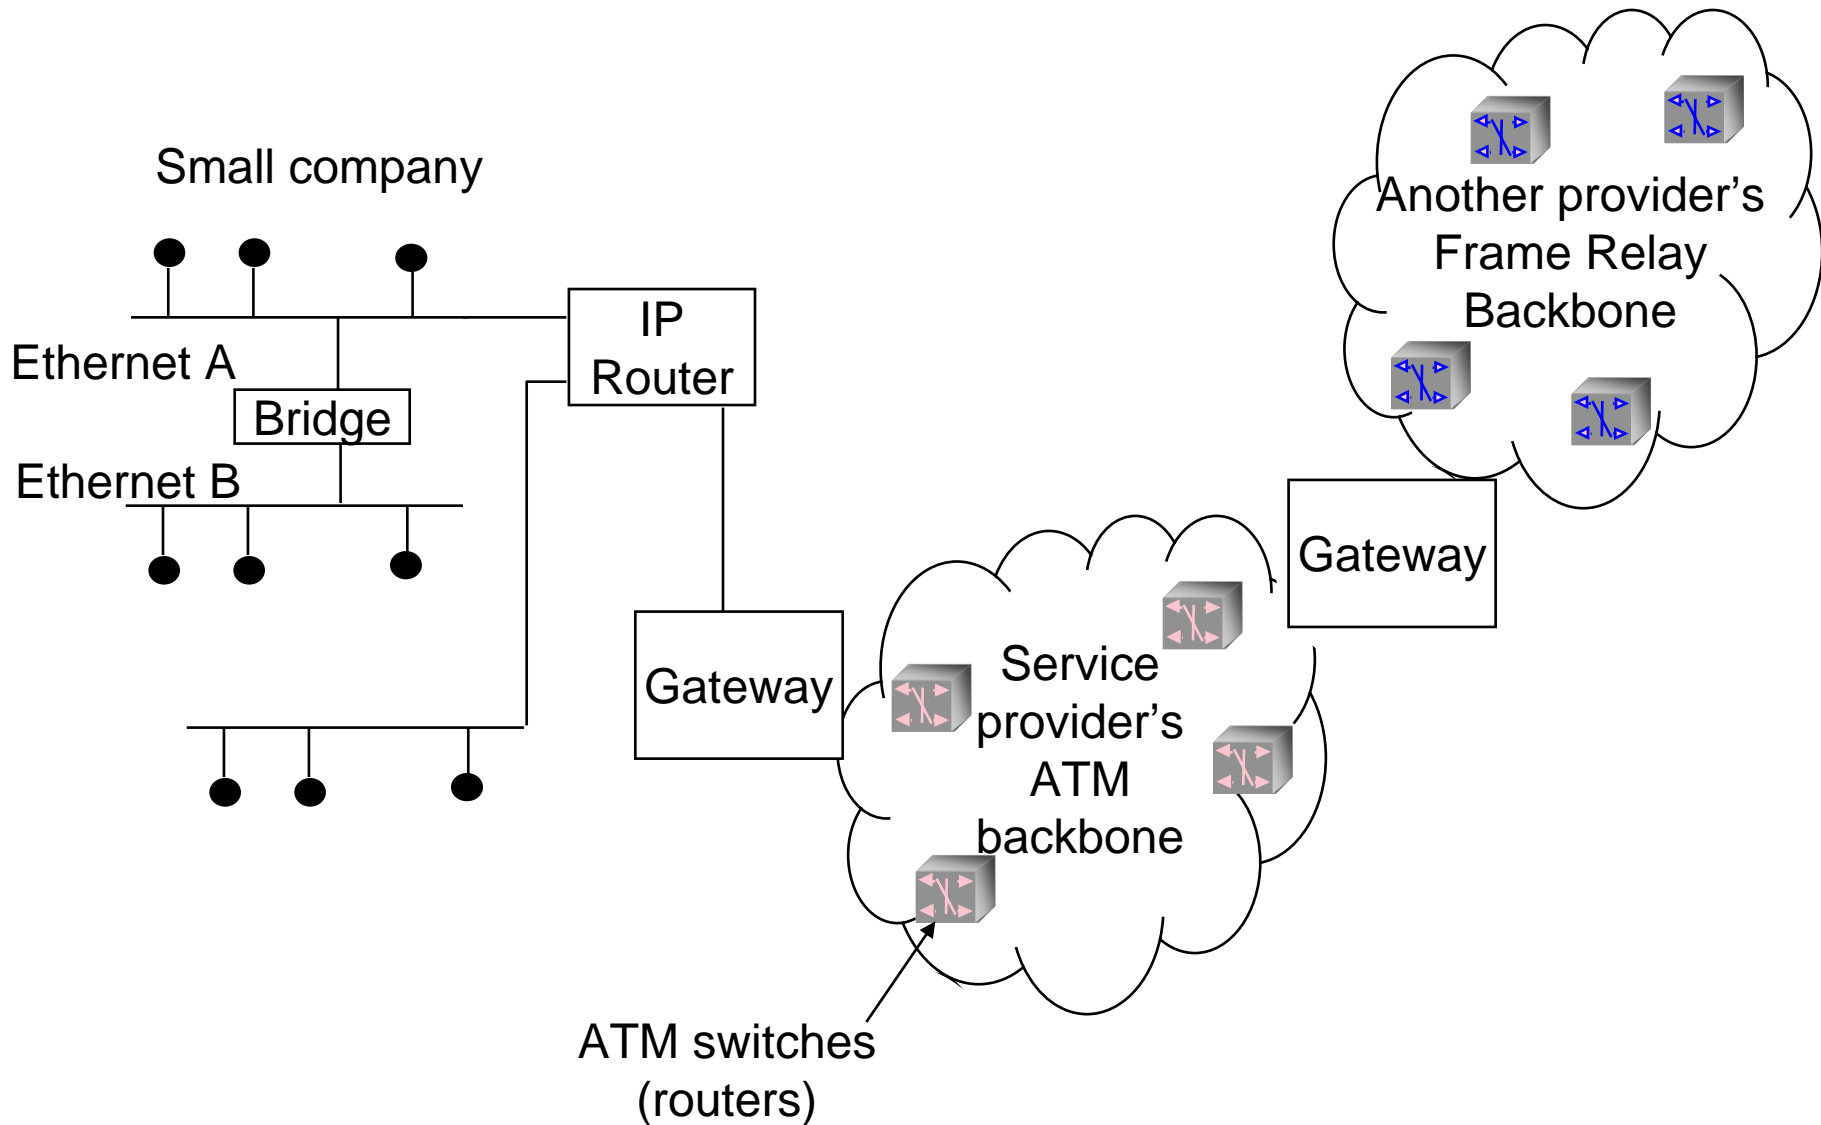 Small company
Ethernet A
Bridge
Ethernet B
IP
Router
Gateway
Service
provider’s
ATM
backbone
ATM switches
(routers)
Gateway
Another provider’s
Frame Relay
Backbone